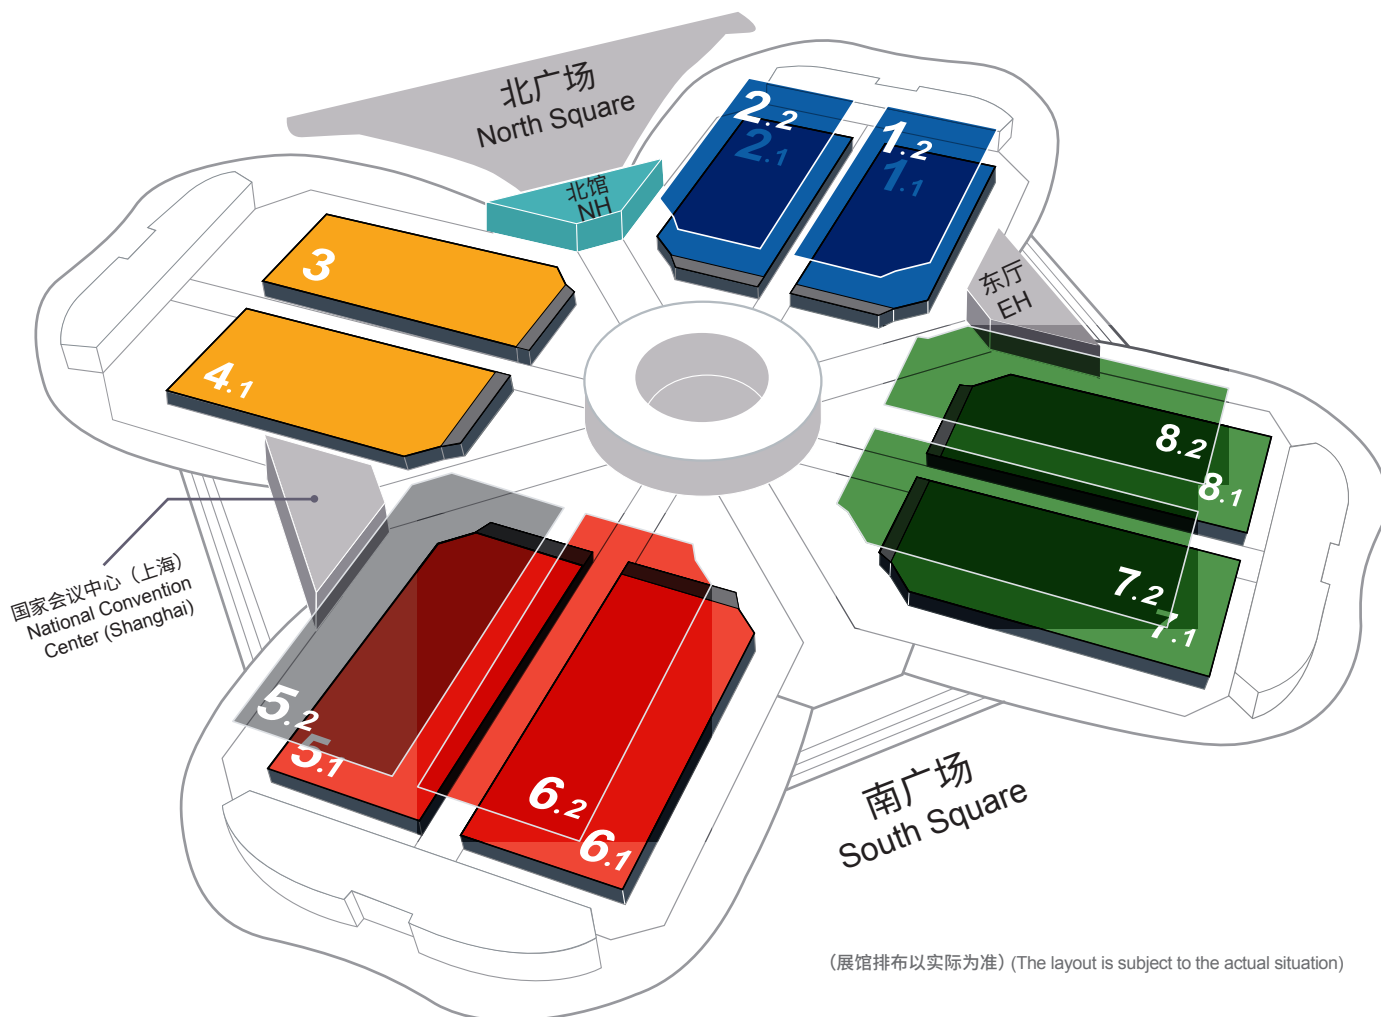 北广场
North Square
2.2
2.1
1.2
1.1
北馆
NH
3
东厅
EH
4.1
8.2
8.1
7.2
7.1
国家会议中心（上海）
National Convention
Center (Shanghai)
5.2
5.1
6.2
6.1
南广场
South Square
（展馆排布以实际为准）(The layout is subject to the actual situation)